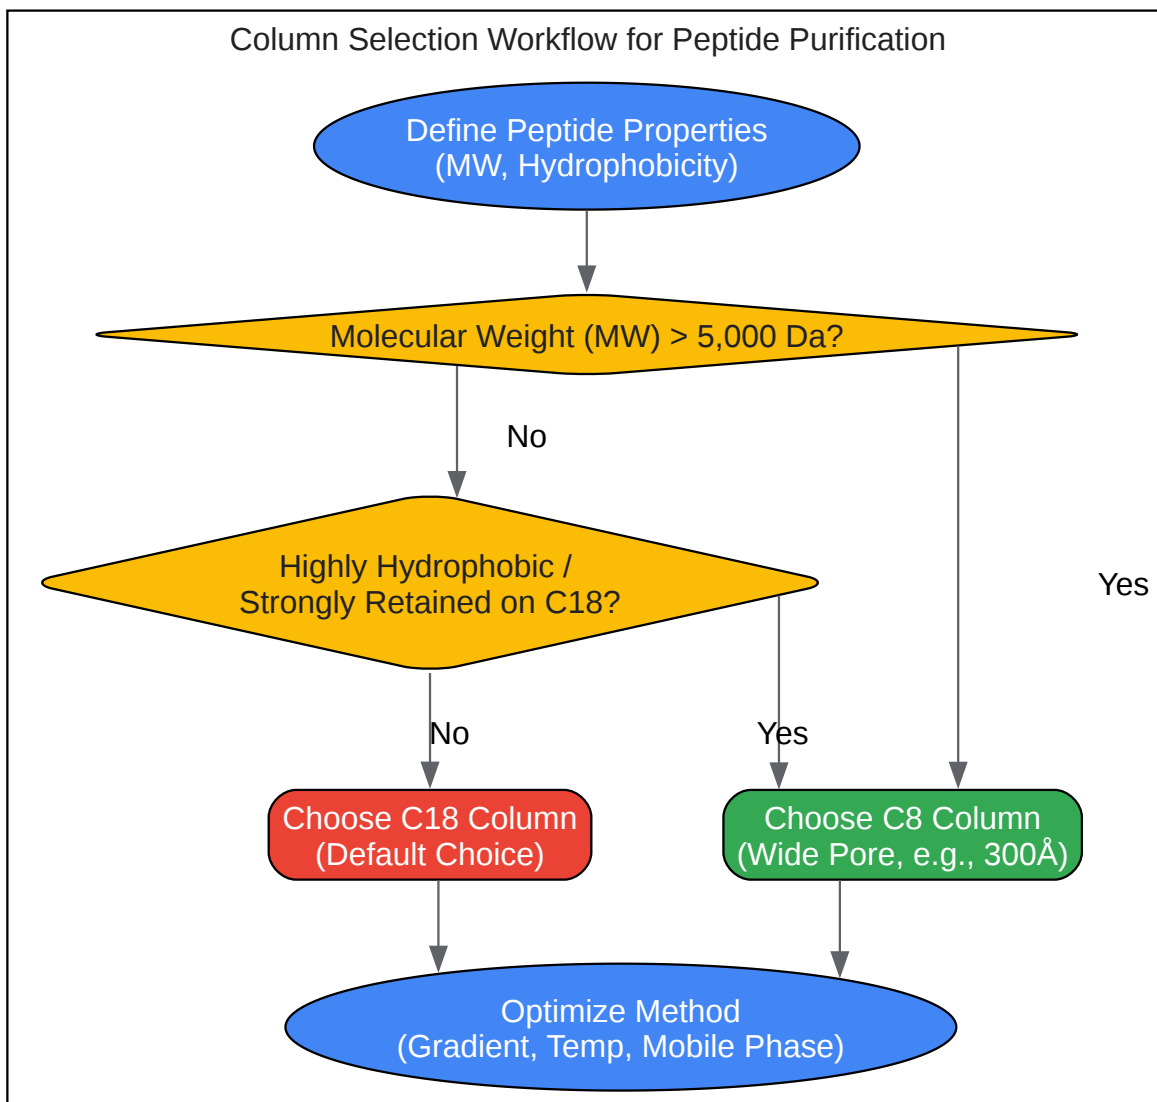 Column Selection Workflow for Peptide Purification
Define Peptide Properties
(MW, Hydrophobicity)
Molecular Weight (MW) > 5,000 Da?
No
Highly Hydrophobic /
Strongly Retained on C18?
Yes
No
Yes
Choose C18 Column
(Default Choice)
Choose C8 Column
(Wide Pore, e.g., 300Å)
Optimize Method
(Gradient, Temp, Mobile Phase)